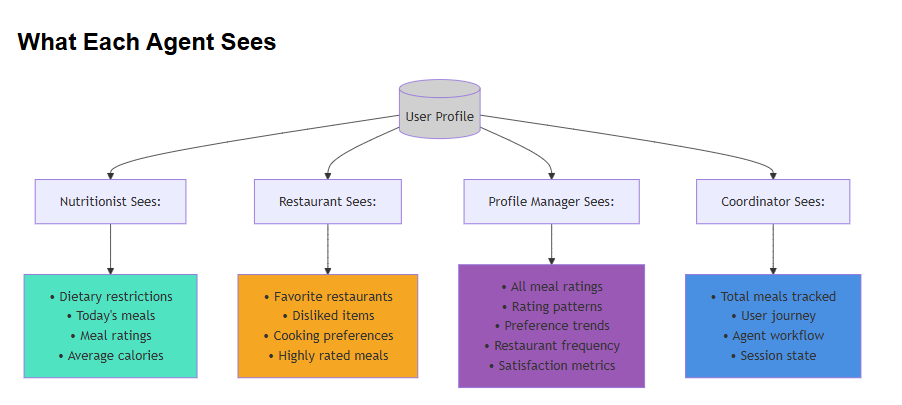 What Each Agent Sees
User Profile
Nutritionist Sees:
Restaurant Sees:
Profile Manager Sees:
Coordinator Sees:
• Dietary restrictions
• Today's meals
• Meal ratings
• Average calories
• Favorite restaurants
• Disliked items
• Cooking preferences
• Highly rated meals
• All meal ratings
• Rating patterns
• Preference trends
• Restaurant frequency
• Satisfaction metrics
• Total meals tracked
• User journey
• Agent workflow
• Session state